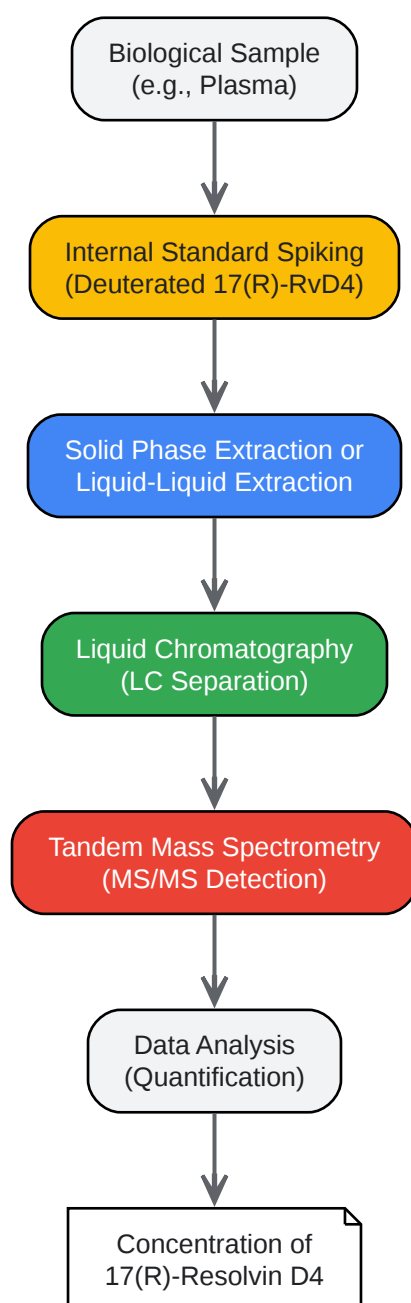 Biological Sample
(e.g., Plasma)
Internal Standard Spiking
(Deuterated 17(R)-RvD4)
Solid Phase Extraction or
Liquid-Liquid Extraction
Liquid Chromatography
(LC Separation)
Tandem Mass Spectrometry
(MS/MS Detection)
Data Analysis
(Quantification)
Concentration of
17(R)-Resolvin D4